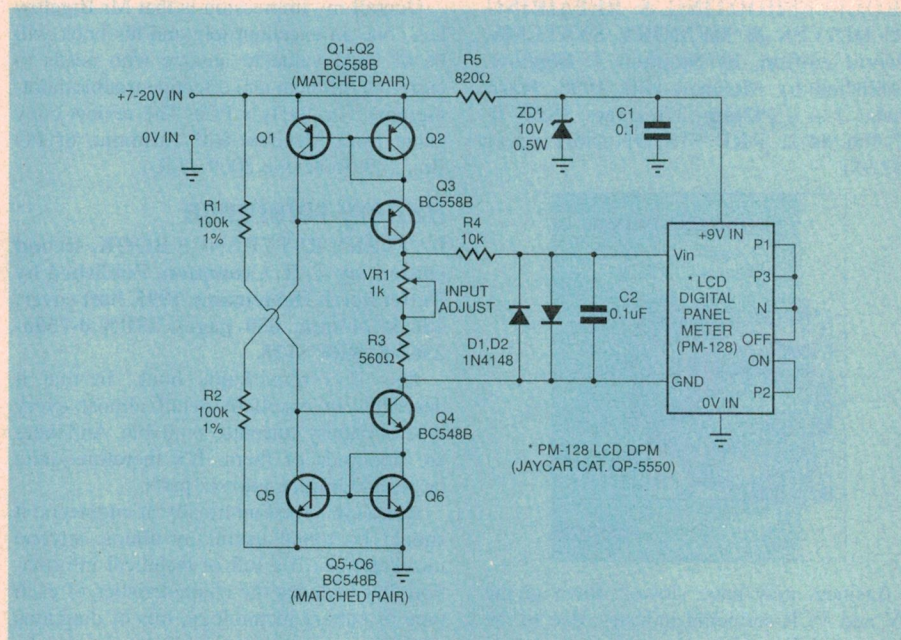 Q1+Q2
BC558B
(MATCHED PAIR)
R5
820Ω
+7-20V IN
0V IN
Q1
Q2
ZD1
10V
0.5W
C1
0.1
Q3
BC558B
R1
100k
1%
R4
10k
+9V IN
Vin
* LCD
DIGITAL
PANEL
METER
(PM-128)
P1
P3
N
OFF
ON
P2
GND
0V IN
VR1
1k
INPUT
ADJUST
C2
0.1uF
D1,D2
1N4148
R3
560Ω
R2
100k
1%
Q4
BC548B
* PM-128 LCD DPM
(JAYCAR CAT. QP-5550)
Q5
Q6
Q5+Q6
BC548B
(MATCHED PAIR)